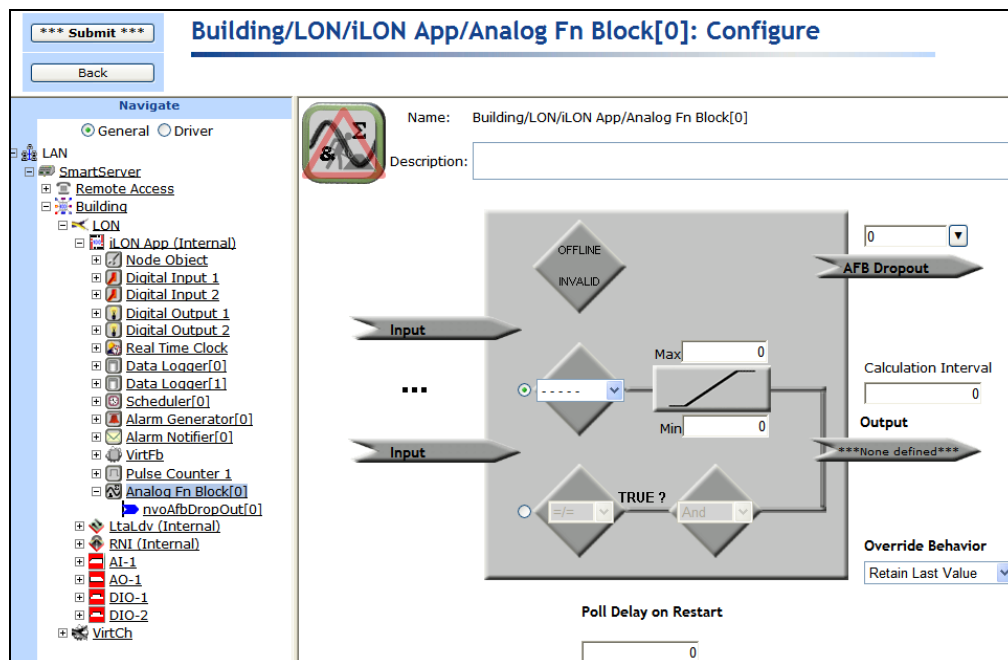 *** Submit ***
Back
Building/LON/iLON App/Analog Fn Block[0]: Configure
Navigate
General Driver
LAN
SmartServer
Remote Access
Building
LON
iLON App (Internal)
Node Object
Digital Input 1
Digital Input 2
Digital Output 1
Digital Output 2
Real Time Clock
Data Logger[0]
Data Logger[1]
Scheduler[0]
Alarm Generator[0]
Alarm Notifier[0]
VirtFb
Pulse Counter 1
Analog Fn Block[0]
nvoAfbDropOut[0]
LtaLdv (Internal)
RNI (Internal)
AI-1
AO-1
DIO-1
DIO-2
VirtCh
Σ
&
Name: Building/LON/iLON App/Analog Fn Block[0]
Description:
OFFLINE
INVALID
0
AFB Dropout
Input
...
Max 0
- - - - -
Min 0
Calculation Interval
0
Output
Input
***None defined***
=/=
TRUE ?
And
Override Behavior
Retain Last Value
Poll Delay on Restart
0